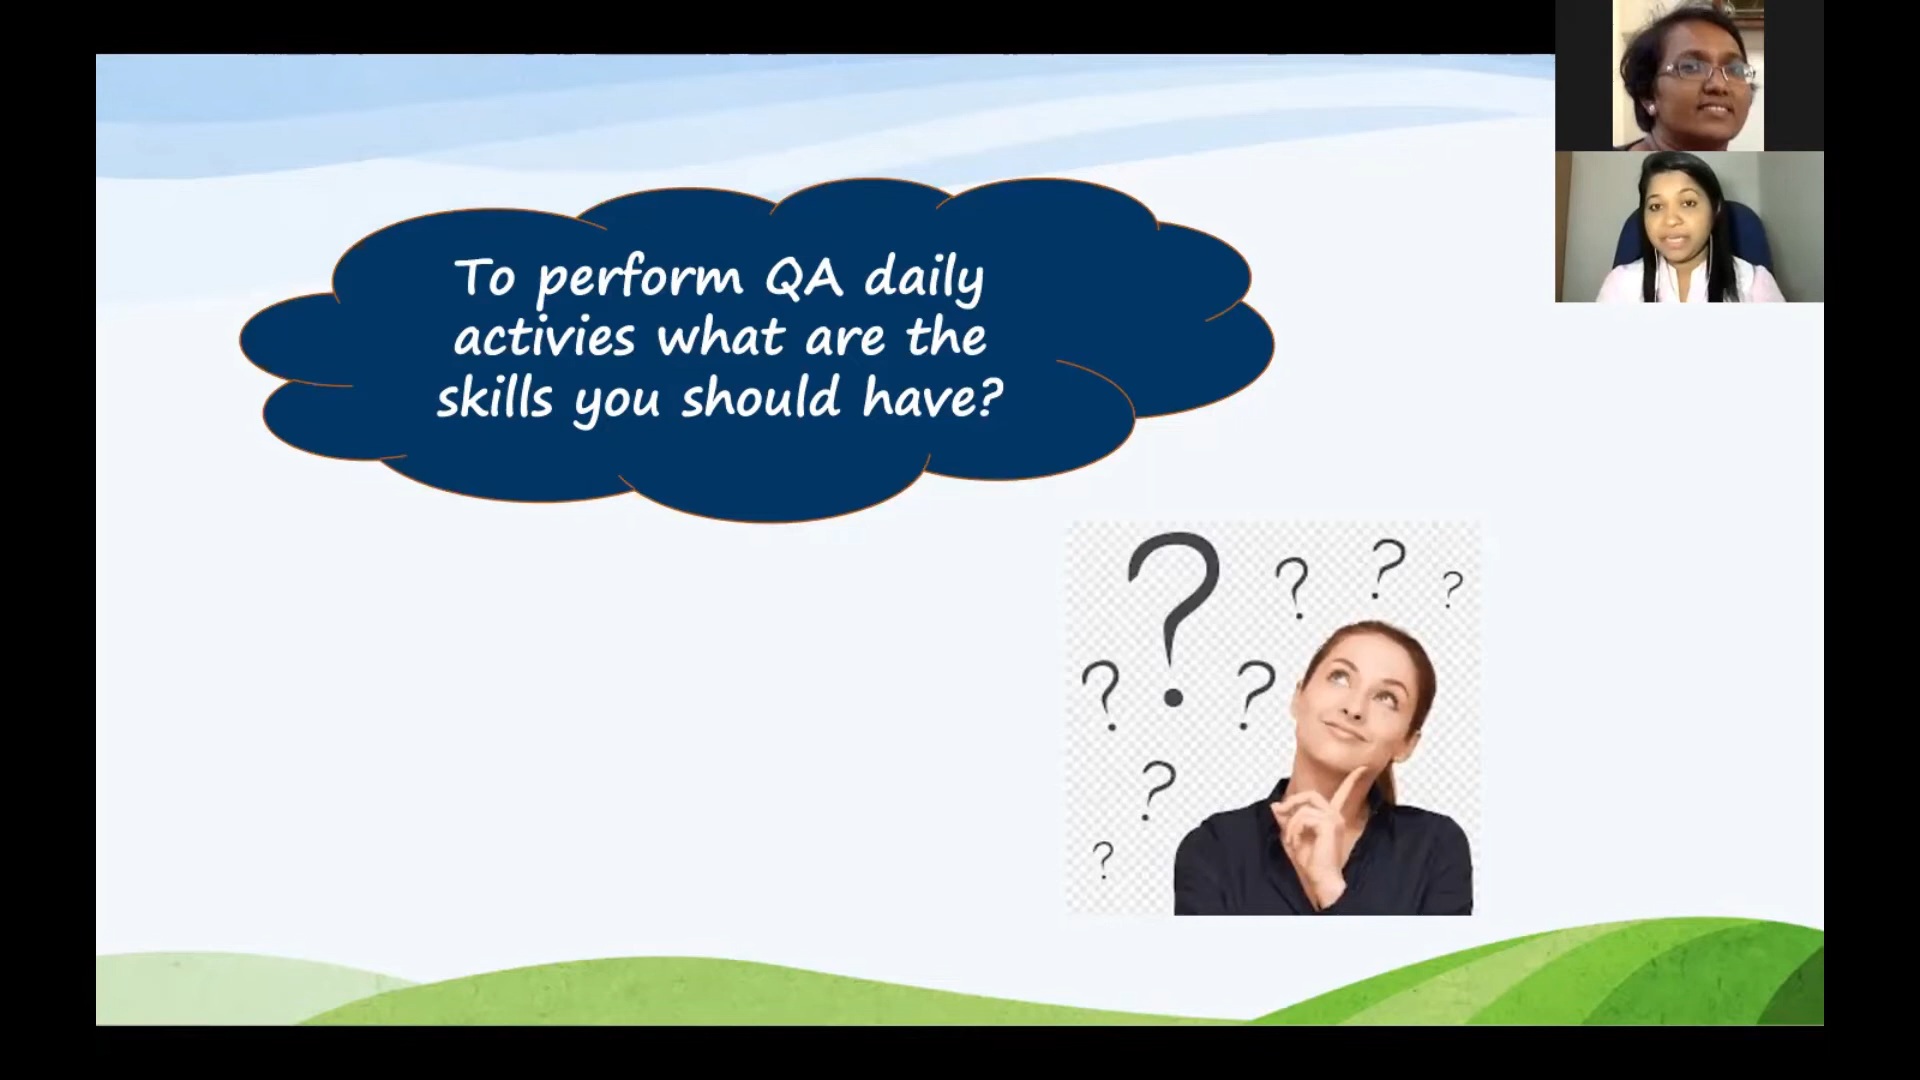 To perform QA daily
activies what are the
skills you should have?